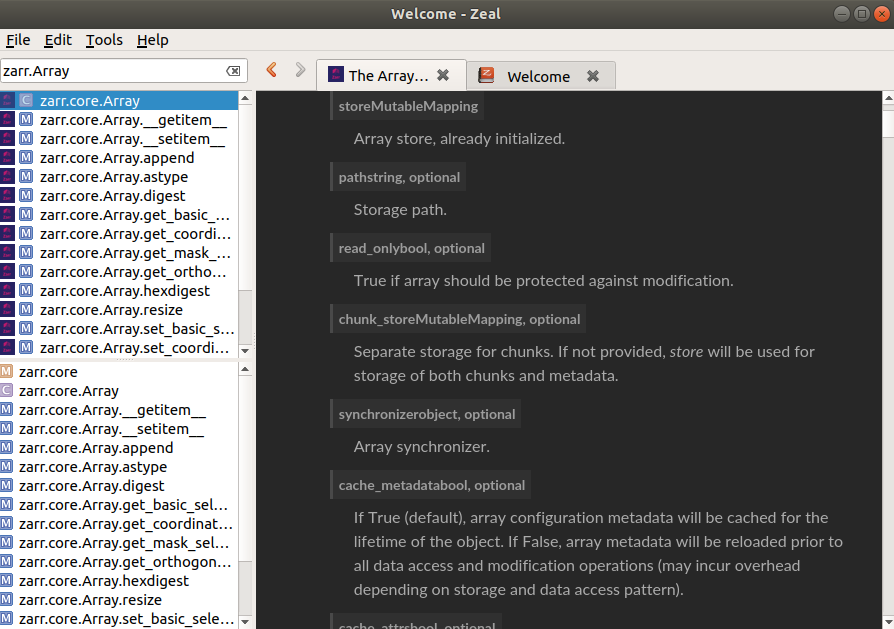 Welcome - Zeal
File Edit Tools Help
zarr.Array
The Array...
Welcome
zarr.core.Array
zarr.core.Array.__getitem__
zarr.core.Array.__setitem__
zarr.core.Array.append
zarr.core.Array.astype
zarr.core.Array.digest
zarr.core.Array.get_basic_...
zarr.core.Array.get_coordi...
zarr.core.Array.get_mask_...
zarr.core.Array.get_ortho...
zarr.core.Array.hexdigest
zarr.core.Array.resize
zarr.core.Array.set_basic_s...
zarr.core.Array.set_coordi...
zarr.core
zarr.core.Array
zarr.core.Array.__getitem__
zarr.core.Array.__setitem__
zarr.core.Array.append
zarr.core.Array.astype
zarr.core.Array.digest
zarr.core.Array.get_basic_sel...
zarr.core.Array.get_coordinat...
zarr.core.Array.get_mask_sel...
zarr.core.Array.get_orthogon...
zarr.core.Array.hexdigest
zarr.core.Array.resize
zarr.core.Array.set_basic_sele...
storeMutableMapping
Array store, already initialized.
pathstring, optional
Storage path.
read_onlybool, optional
True if array should be protected against modification.
chunk_storeMutableMapping, optional
Separate storage for chunks. If not provided, store will be used for
storage of both chunks and metadata.
synchronizerobject, optional
Array synchronizer.
cache_metadatabool, optional
If True (default), array configuration metadata will be cached for the
lifetime of the object. If False, array metadata will be reloaded prior to
all data access and modification operations (may incur overhead
depending on storage and data access pattern).
cache_attrsbool, optional